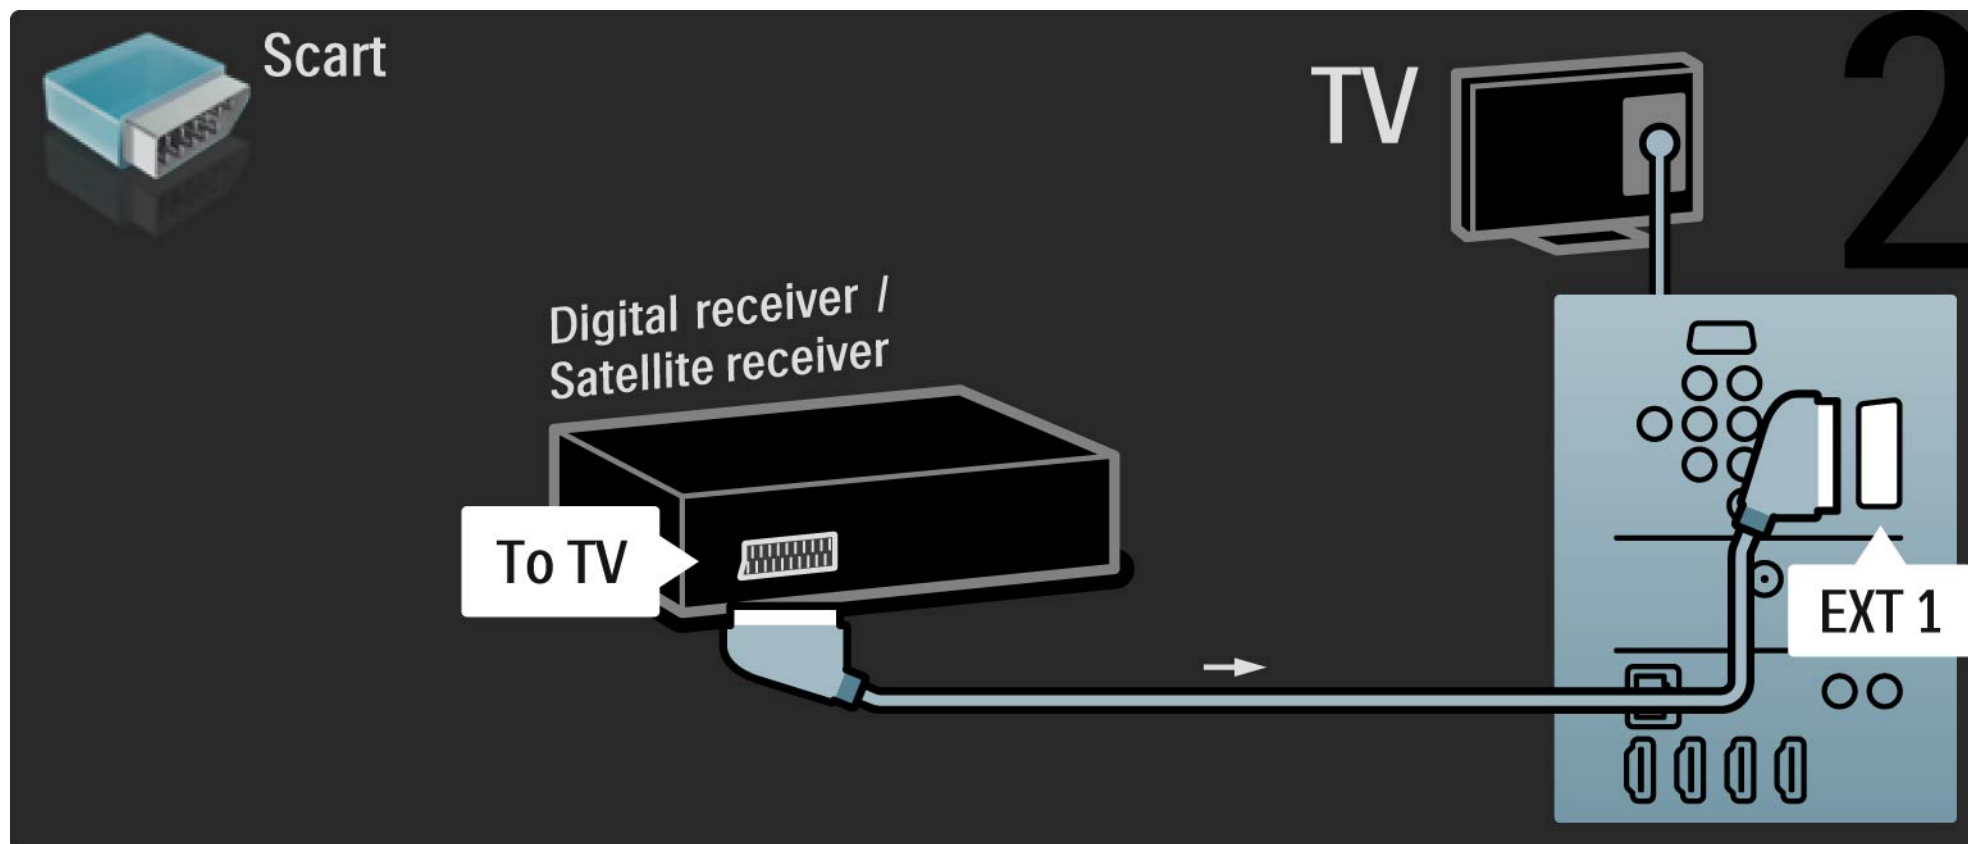 Scart
TV
2
Digital receiver /
Satellite receiver
To TV
EXT 1